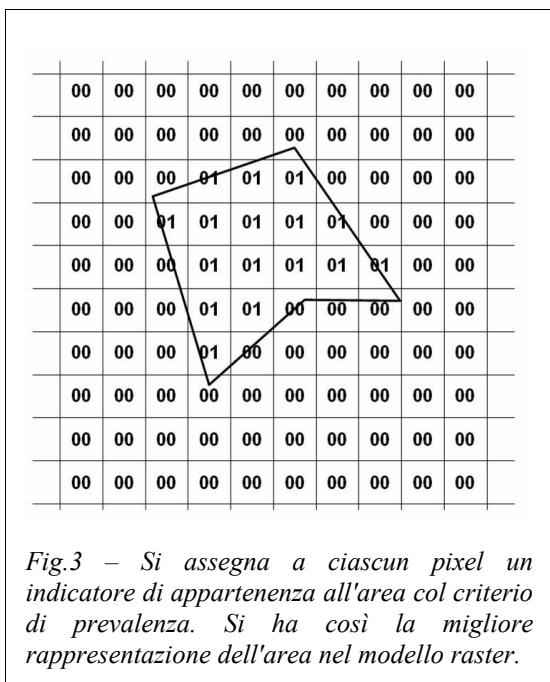 00 00 00 00 00 00 00 00 00 00
00 00 00 00 00 00 00 00 00 00
00 00 00 01 01 01 00 00 00 00
00 00 01 01 01 01 01 00 00 00
00 00 00 01 01 01 01 01 00 00
00 00 00 01 01 00 00 00 00 00
00 00 00 01 00 00 00 00 00 00
00 00 00 00 00 00 00 00 00 00
00 00 00 00 00 00 00 00 00 00
00 00 00 00 00 00 00 00 00 00
Fig.3 – Si assegna a ciascun pixel un
indicatore di appartenenza all'area col criterio
di prevalenza. Si ha così la migliore
rappresentazione dell'area nel modello raster.